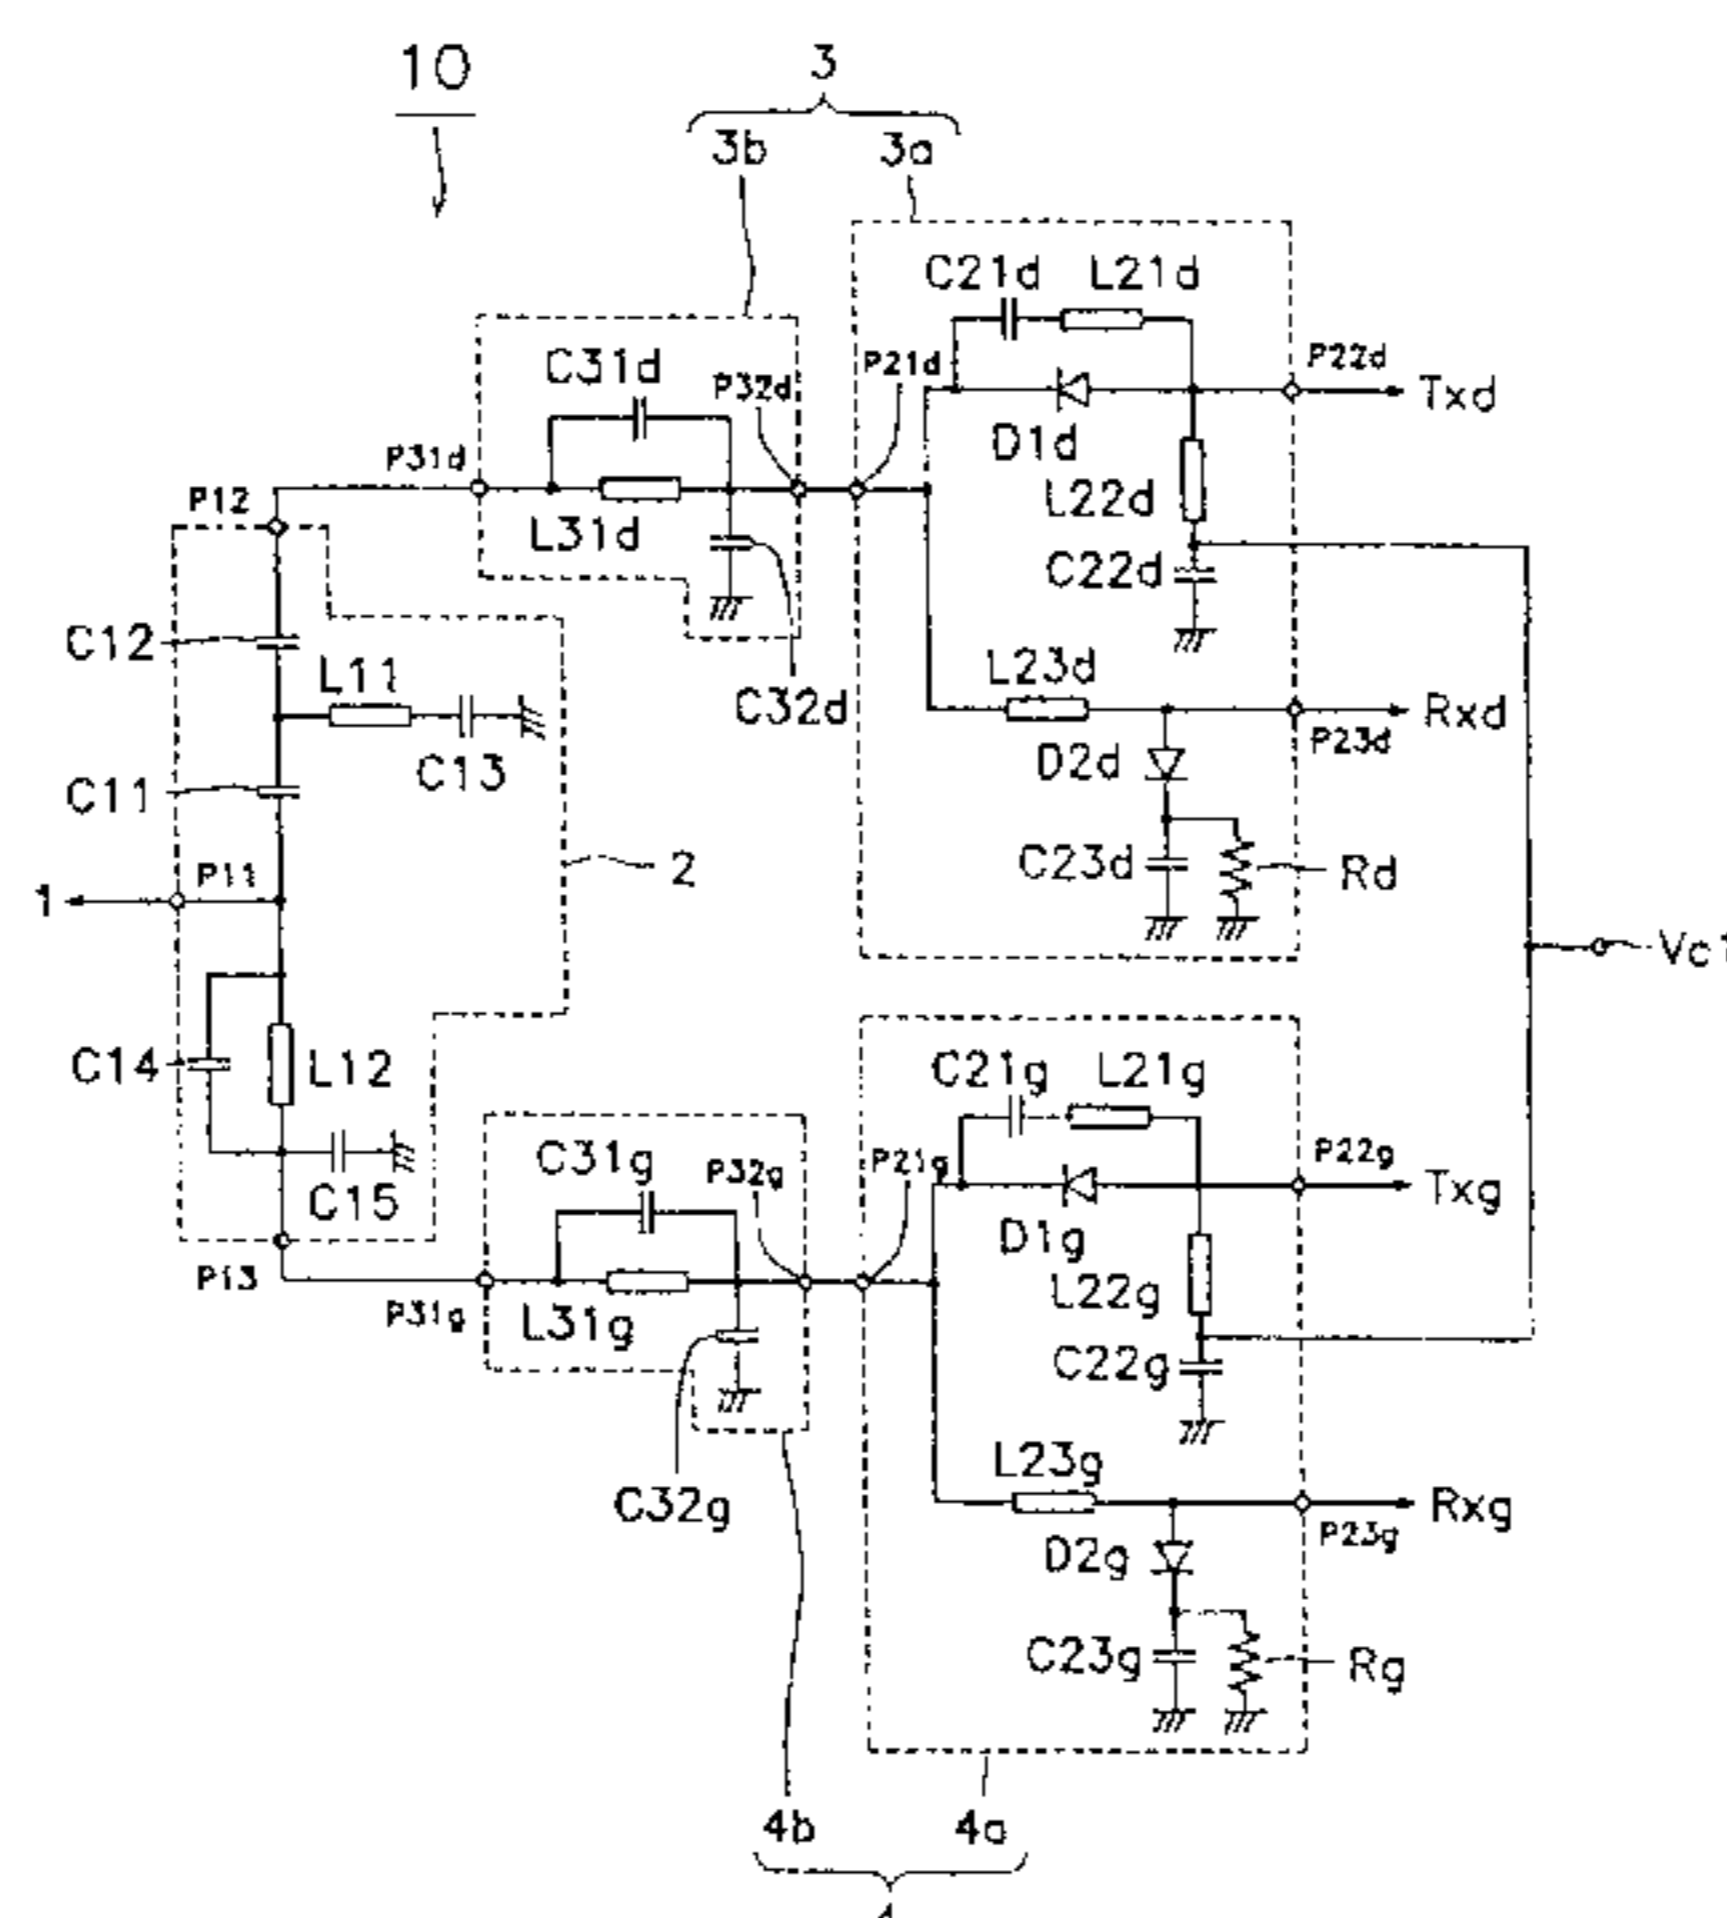 10
3
3b 3a
C21d L21d
C31d P32d P21d P22d
Txd
D1d
P31d
L22d
P12
L31d
C22d
C12
L11
L23d
C32d
Rxd
P23d
C13
D2d
C11
C23d Rd
P11
2
1
Vc1
C14 L12
C21g L21g
C31g P32g P21g P22g
Txg
C15
D1g
P13
P31g L31g
L22g
C22g
L23g
C32g
Rxg
P23g
D2g
C23g Rg
4b 4a